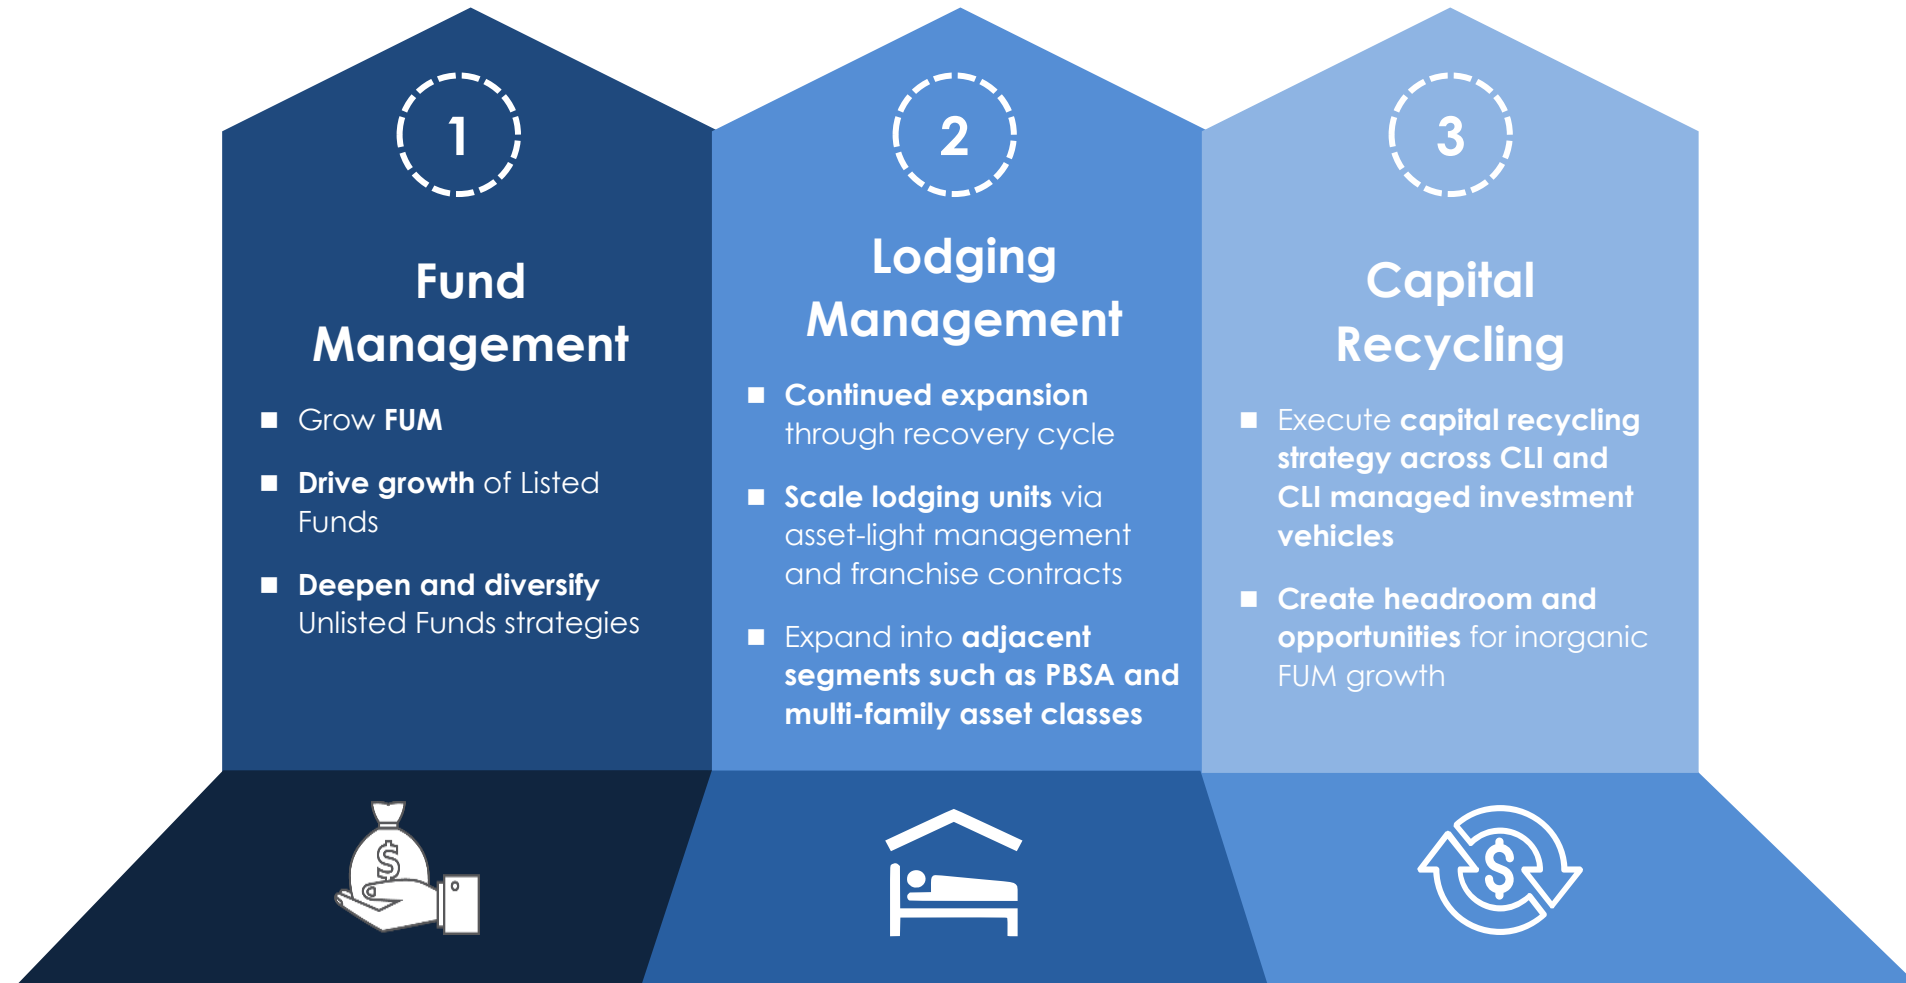 1
Fund
Management
■ Grow FUM
■ Drive growth of Listed
Funds
■ Deepen and diversify
Unlisted Funds strategies
2
Lodging
Management
■ Continued expansion
through recovery cycle
■ Scale lodging units via
asset-light management
and franchise contracts
■ Expand into adjacent
segments such as PBSA and
multi-family asset classes
3
Capital
Recycling
■ Execute capital recycling
strategy across CLI and
CLI managed investment
vehicles
■ Create headroom and
opportunities for inorganic
FUM growth
$
$